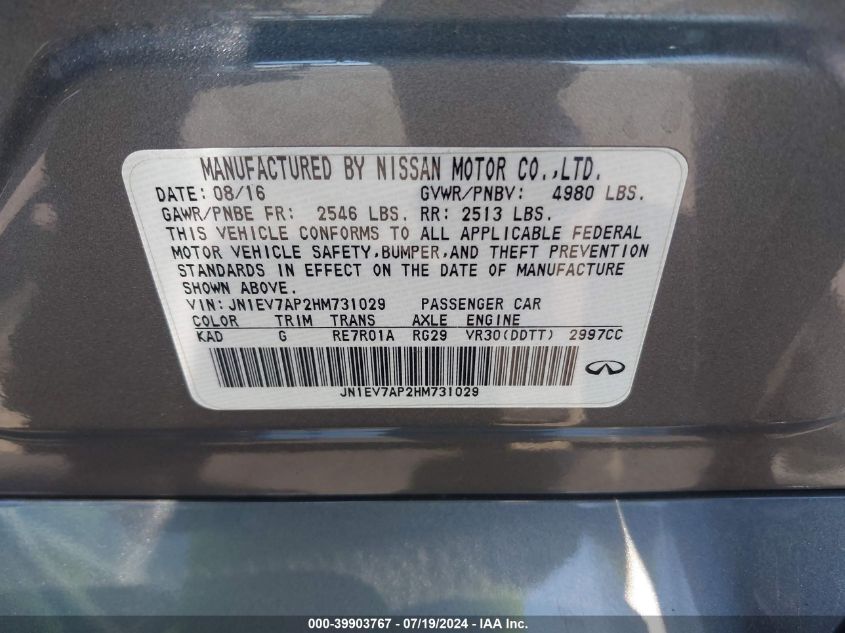 MANUFACTURED BY NISSAN MOTOR CO.,LTD.
DATE: 08/16 GVWR/PNBV: 4980 LBS.
GAWR/PNBE FR: 2546 LBS. RR: 2513 LBS.
THIS VEHICLE CONFORMS TO ALL APPLICABLE FEDERAL
MOTOR VEHICLE SAFETY,BUMPER,AND THEFT PREVENTION
STANDARDS IN EFFECT ON THE DATE OF MANUFACTURE
SHOWN ABOVE.
VIN: JN1EV7AP2HM731029 PASSENGER CAR
COLOR TRIM TRANS AXLE ENGINE
KAD G RE7R01A RG29 VR30(DDTT) 2997CC
JN1EV7AP2HM731029
000-39903767 - 07/19/2024 - IAA Inc.